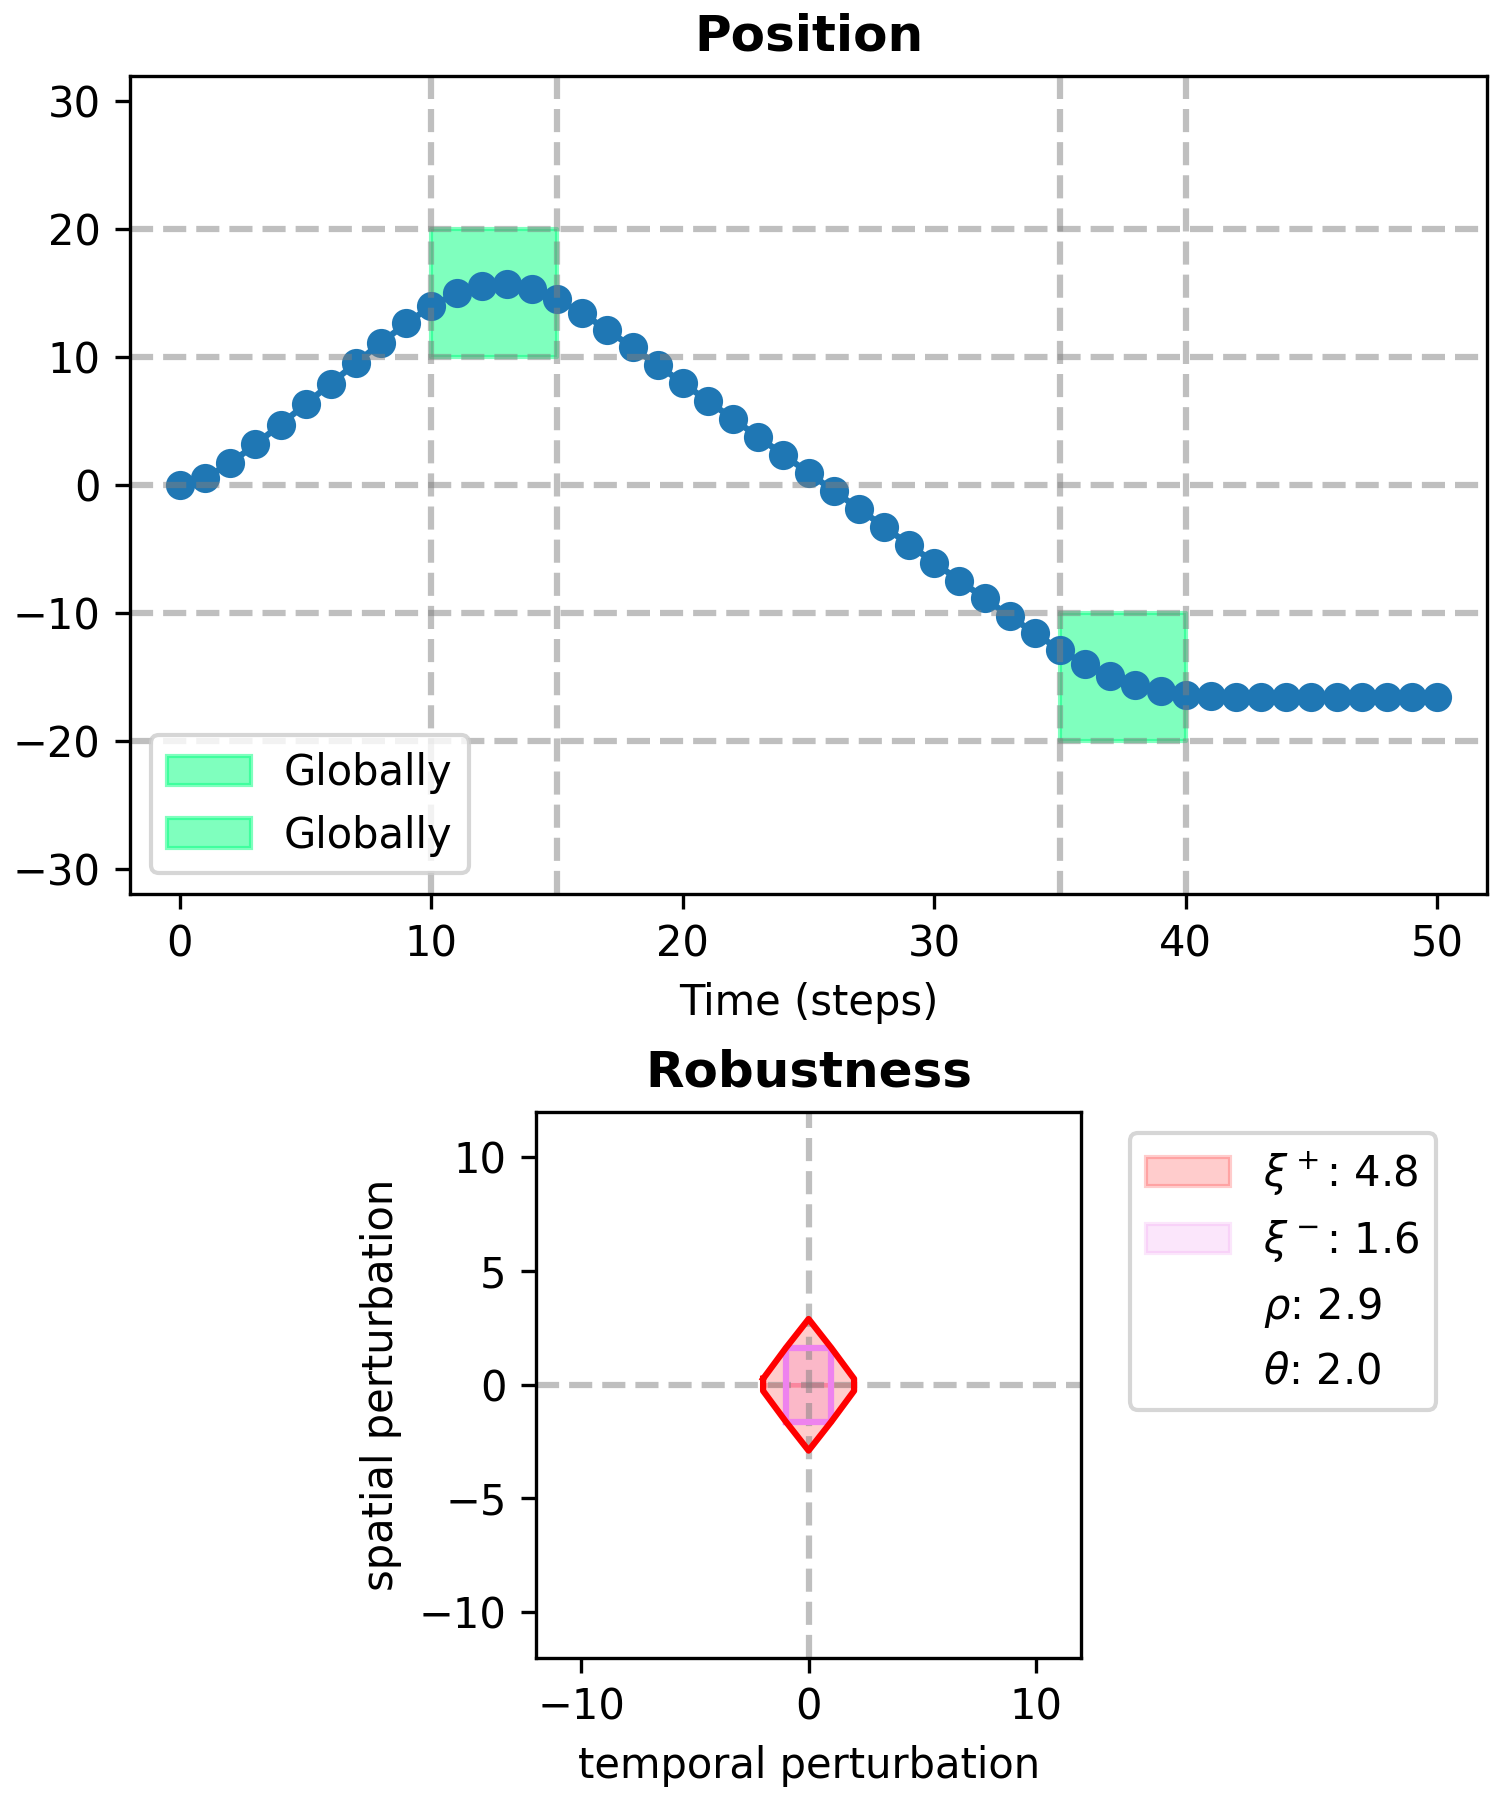 Position
30
20
10
0
−10
−20
−30
Globally
Globally
0 10 20 30 40 50
Time (steps)
Robustness
10
5
0
−5
−10
spatial perturbation
−10 0 10
temporal perturbation
ξ⁺: 4.8
ξ⁻: 1.6
ρ: 2.9
θ: 2.0